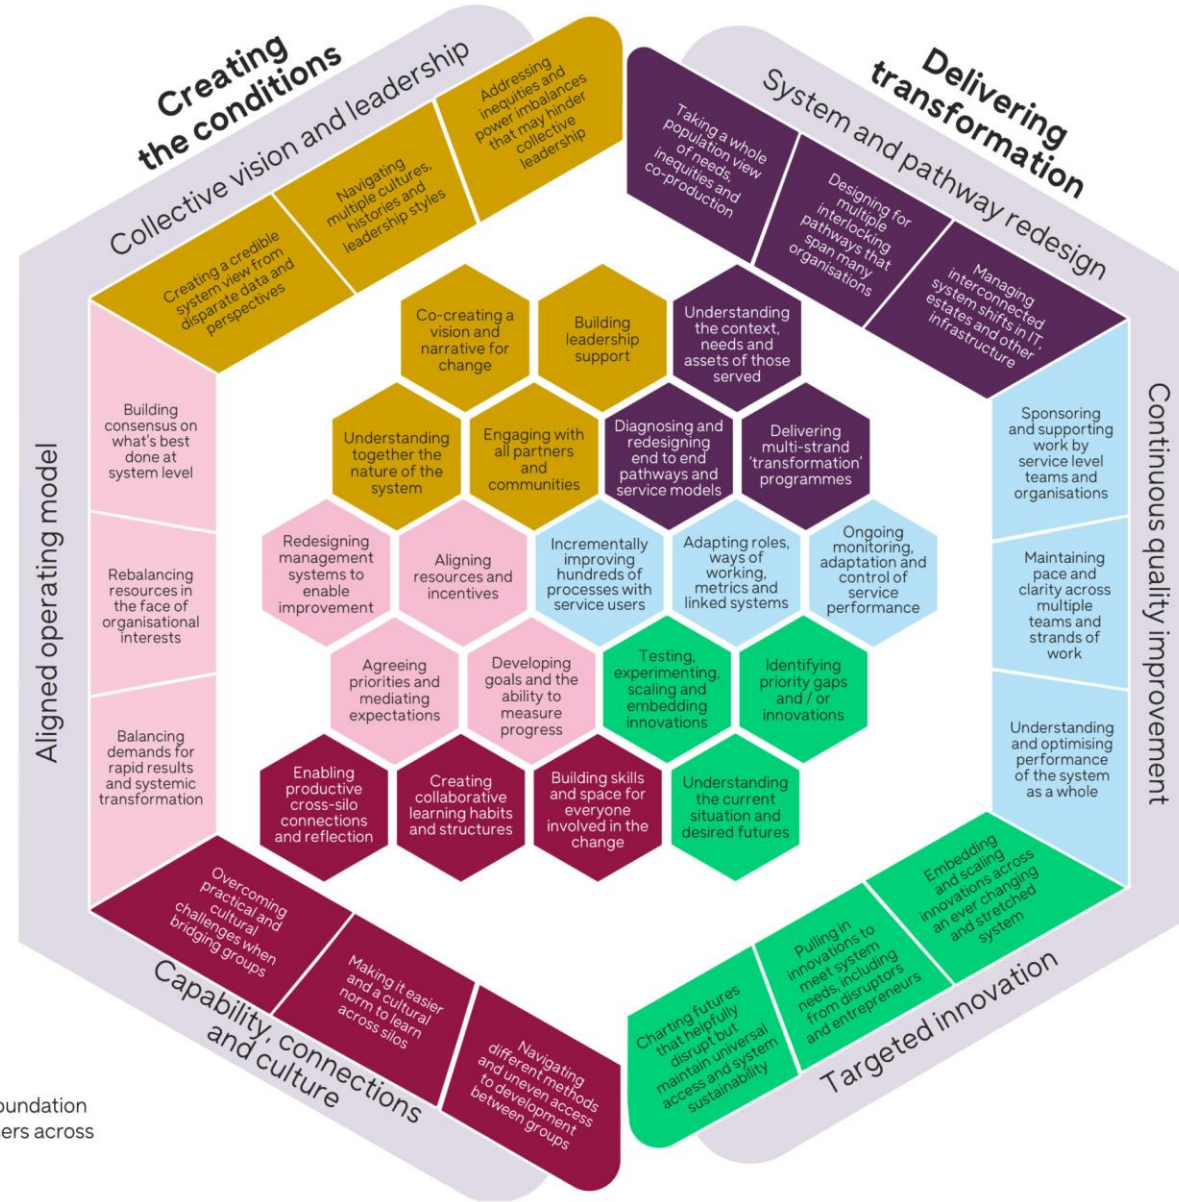 Creating
the conditions
Collective vision and leadership
Creating a credible
system view from
disparate data and
perspectives
Navigating
multiple cultures,
histories and
leadership styles
Addressing
inequities and
power imbalances
that may hinder
collective
leadership
Delivering
transformation
System and pathway redesign
Taking a whole
population view
of needs,
inequities and
co-production
Designing for
multiple
interlocking
pathways that
span many
organisations
Managing
interconnected
system shifts in IT,
estates and other
infrastructure
Aligned operating model
Building
consensus on
what's best
done at
system level
Rebalancing
resources in
the face of
organisational
interests
Balancing
demands for
rapid results
and systemic
transformation
Co-creating a
vision and
narrative for
change
Building
leadership
support
Understanding
the context,
needs and
assets of those
served
Understanding
together the
nature of the
system
Engaging with
all partners
and
communities
Diagnosing and
redesigning
end to end
pathways and
service models
Delivering
multi-strand
‘transformation’
programmes
Redesigning
management
systems to
enable
improvement
Aligning
resources and
incentives
Incrementally
improving
hundreds of
processes with
service users
Adapting roles,
ways of
working,
metrics and
linked systems
Ongoing
monitoring,
adaptation and
control of
service
performance
Agreeing
priorities and
mediating
expectations
Developing
goals and the
ability to
measure
progress
Testing,
experimenting,
scaling and
embedding
innovations
Identifying
priority gaps
and / or
innovations
Enabling
productive
cross-silo
connections
and reflection
Creating
collaborative
learning habits
and structures
Building skills
and space for
everyone
involved in the
change
Understanding
the current
situation and
desired futures
Continuous quality improvement
Sponsoring
and supporting
work by
service level
teams and
organisations
Maintaining
pace and
clarity across
multiple
teams and
strands of
work
Understanding
and optimising
performance
of the system
as a whole
Capability, connections
and culture
Overcoming
practical and
cultural
challenges when
bridging groups
Making it easier
and a cultural
norm to learn
across silos
Navigating
different methods
and uneven access
to development
between groups
Targeted innovation
Charting futures
that helpfully
disrupt but
maintain universal
access and system
sustainability
Pulling in
innovations to
meet system
needs, including
from disruptors
and entrepreneurs
Embedding
and scaling
innovations across
an ever changing
and stretched
system
oundation
ers across